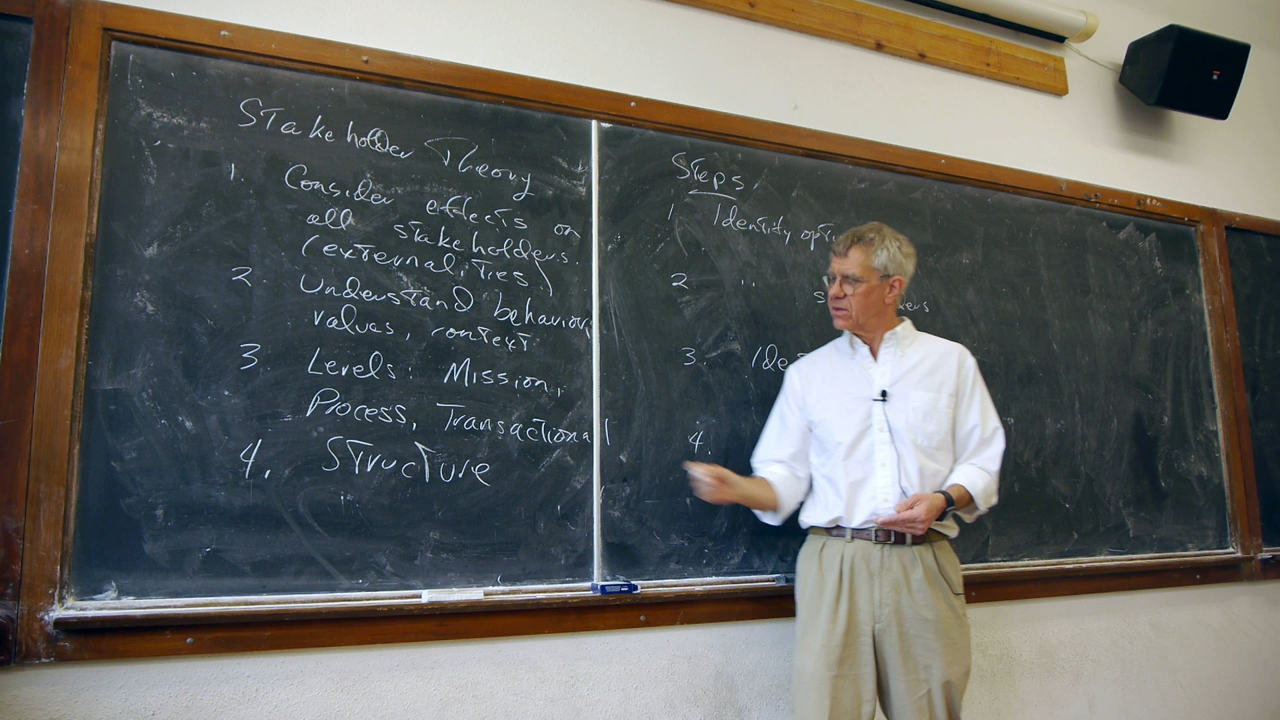 Stakeholder Theory
1. Consider effects on
all stakeholders.
(externalities)
2. Understand behavior,
values, context
3. Levels: Mission,
Process, Transactional
4. Structure
Steps
1. Identity
2. "
3.
4.